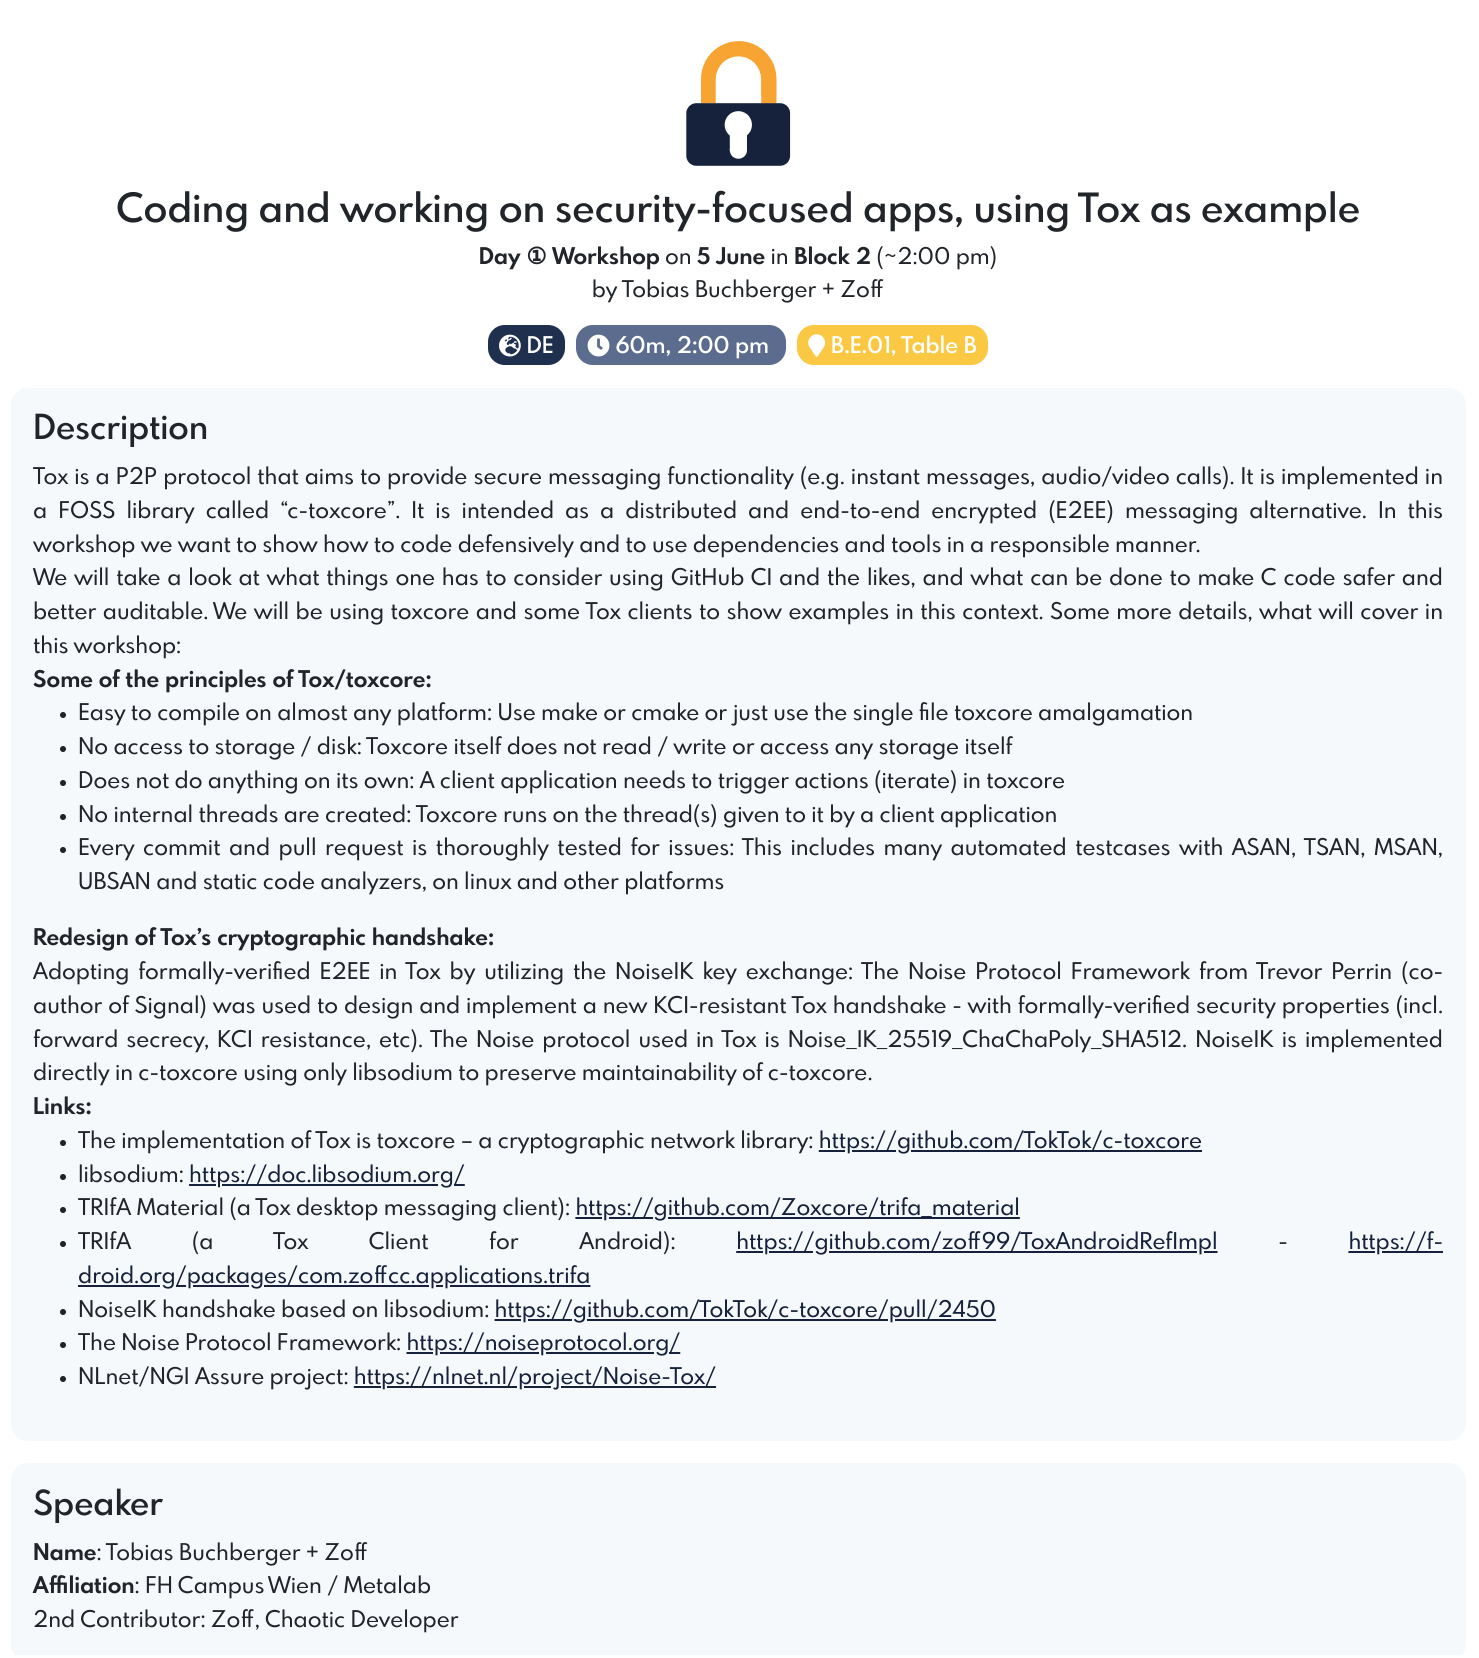 Coding and working on security-focused apps, using Tox as example
Day ① Workshop on 5 June in Block 2 (~2:00 pm)
by Tobias Buchberger + Zoff
DE
60m, 2:00 pm
B.E.01, Table B
Description
Tox is a P2P protocol that aims to provide secure messaging functionality (e.g. instant messages, audio/video calls). It is implemented in
a FOSS library called “c-toxcore”. It is intended as a distributed and end-to-end encrypted (E2EE) messaging alternative. In this
workshop we want to show how to code defensively and to use dependencies and tools in a responsible manner.
We will take a look at what things one has to consider using GitHub CI and the likes, and what can be done to make C code safer and
better auditable. We will be using toxcore and some Tox clients to show examples in this context. Some more details, what will cover in
this workshop:
Some of the principles of Tox/toxcore:
• Easy to compile on almost any platform: Use make or cmake or just use the single file toxcore amalgamation
• No access to storage / disk: Toxcore itself does not read / write or access any storage itself
• Does not do anything on its own: A client application needs to trigger actions (iterate) in toxcore
• No internal threads are created: Toxcore runs on the thread(s) given to it by a client application
• Every commit and pull request is thoroughly tested for issues: This includes many automated testcases with ASAN, TSAN, MSAN,
UBSAN and static code analyzers, on linux and other platforms
Redesign of Tox’s cryptographic handshake:
Adopting formally-verified E2EE in Tox by utilizing the NoiseIK key exchange: The Noise Protocol Framework from Trevor Perrin (co-
author of Signal) was used to design and implement a new KCI-resistant Tox handshake - with formally-verified security properties (incl.
forward secrecy, KCI resistance, etc). The Noise protocol used in Tox is Noise_IK_25519_ChaChaPoly_SHA512. NoiseIK is implemented
directly in c-toxcore using only libsodium to preserve maintainability of c-toxcore.
Links:
• The implementation of Tox is toxcore – a cryptographic network library: https://github.com/TokTok/c-toxcore
• libsodium: https://doc.libsodium.org/
• TRIfA Material (a Tox desktop messaging client): https://github.com/Zoxcore/trifa_material
• TRIfA (a Tox Client for Android): https://github.com/zoff99/ToxAndroidRefImpl - https://f-
droid.org/packages/com.zoffcc.applications.trifa
• NoiseIK handshake based on libsodium: https://github.com/TokTok/c-toxcore/pull/2450
• The Noise Protocol Framework: https://noiseprotocol.org/
• NLnet/NGI Assure project: https://nlnet.nl/project/Noise-Tox/
Speaker
Name: Tobias Buchberger + Zoff
Affiliation: FH Campus Wien / Metalab
2nd Contributor: Zoff, Chaotic Developer